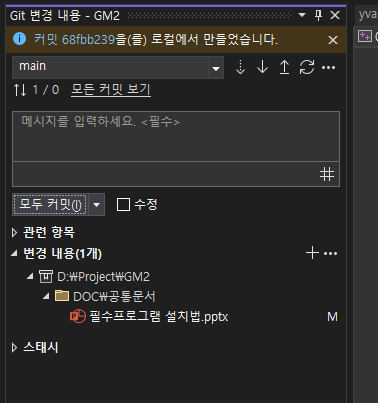 Git 변경 내용 - GM2
yva
커밋 68fbb239을(를) 로컬에서 만들었습니다.
main
1 / 0 모든 커밋 보기
메시지를 입력하세요. <필수>
모두 커밋(I) 수정
관련 항목
변경 내용(1개)
D:₩Project₩GM2
DOC₩공통문서
필수프로그램 설치법.pptx M
스태시